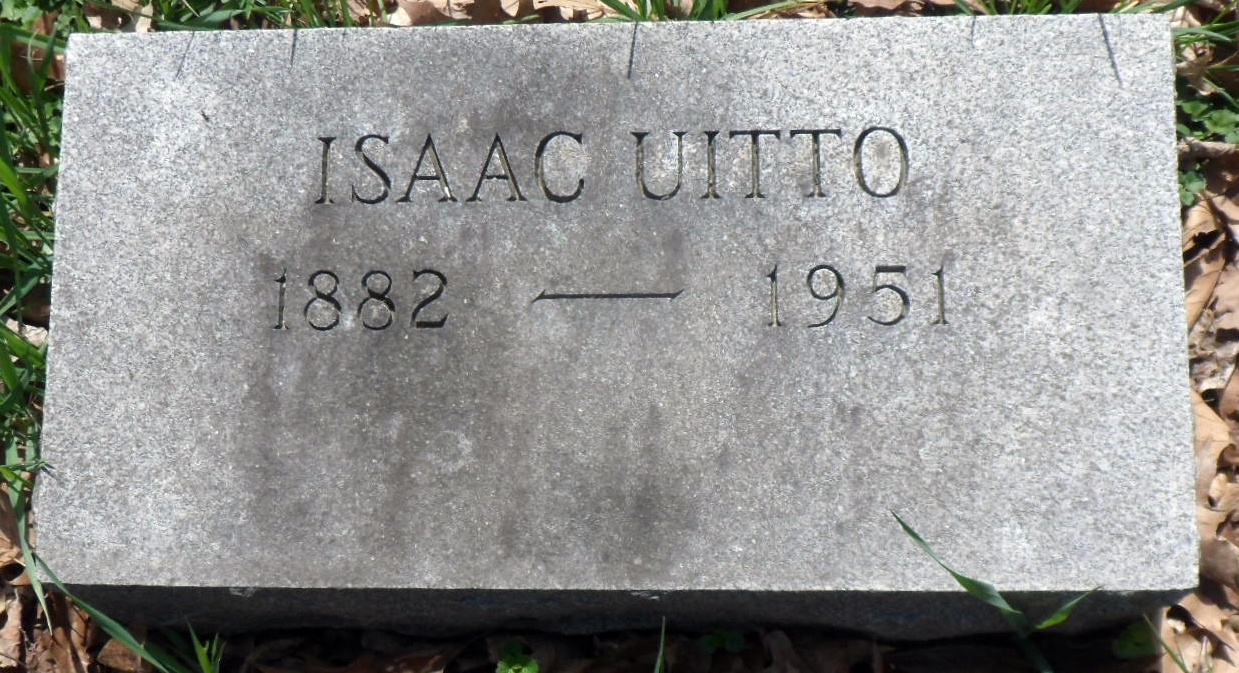 ISAAC UITTO
1882 — 1951